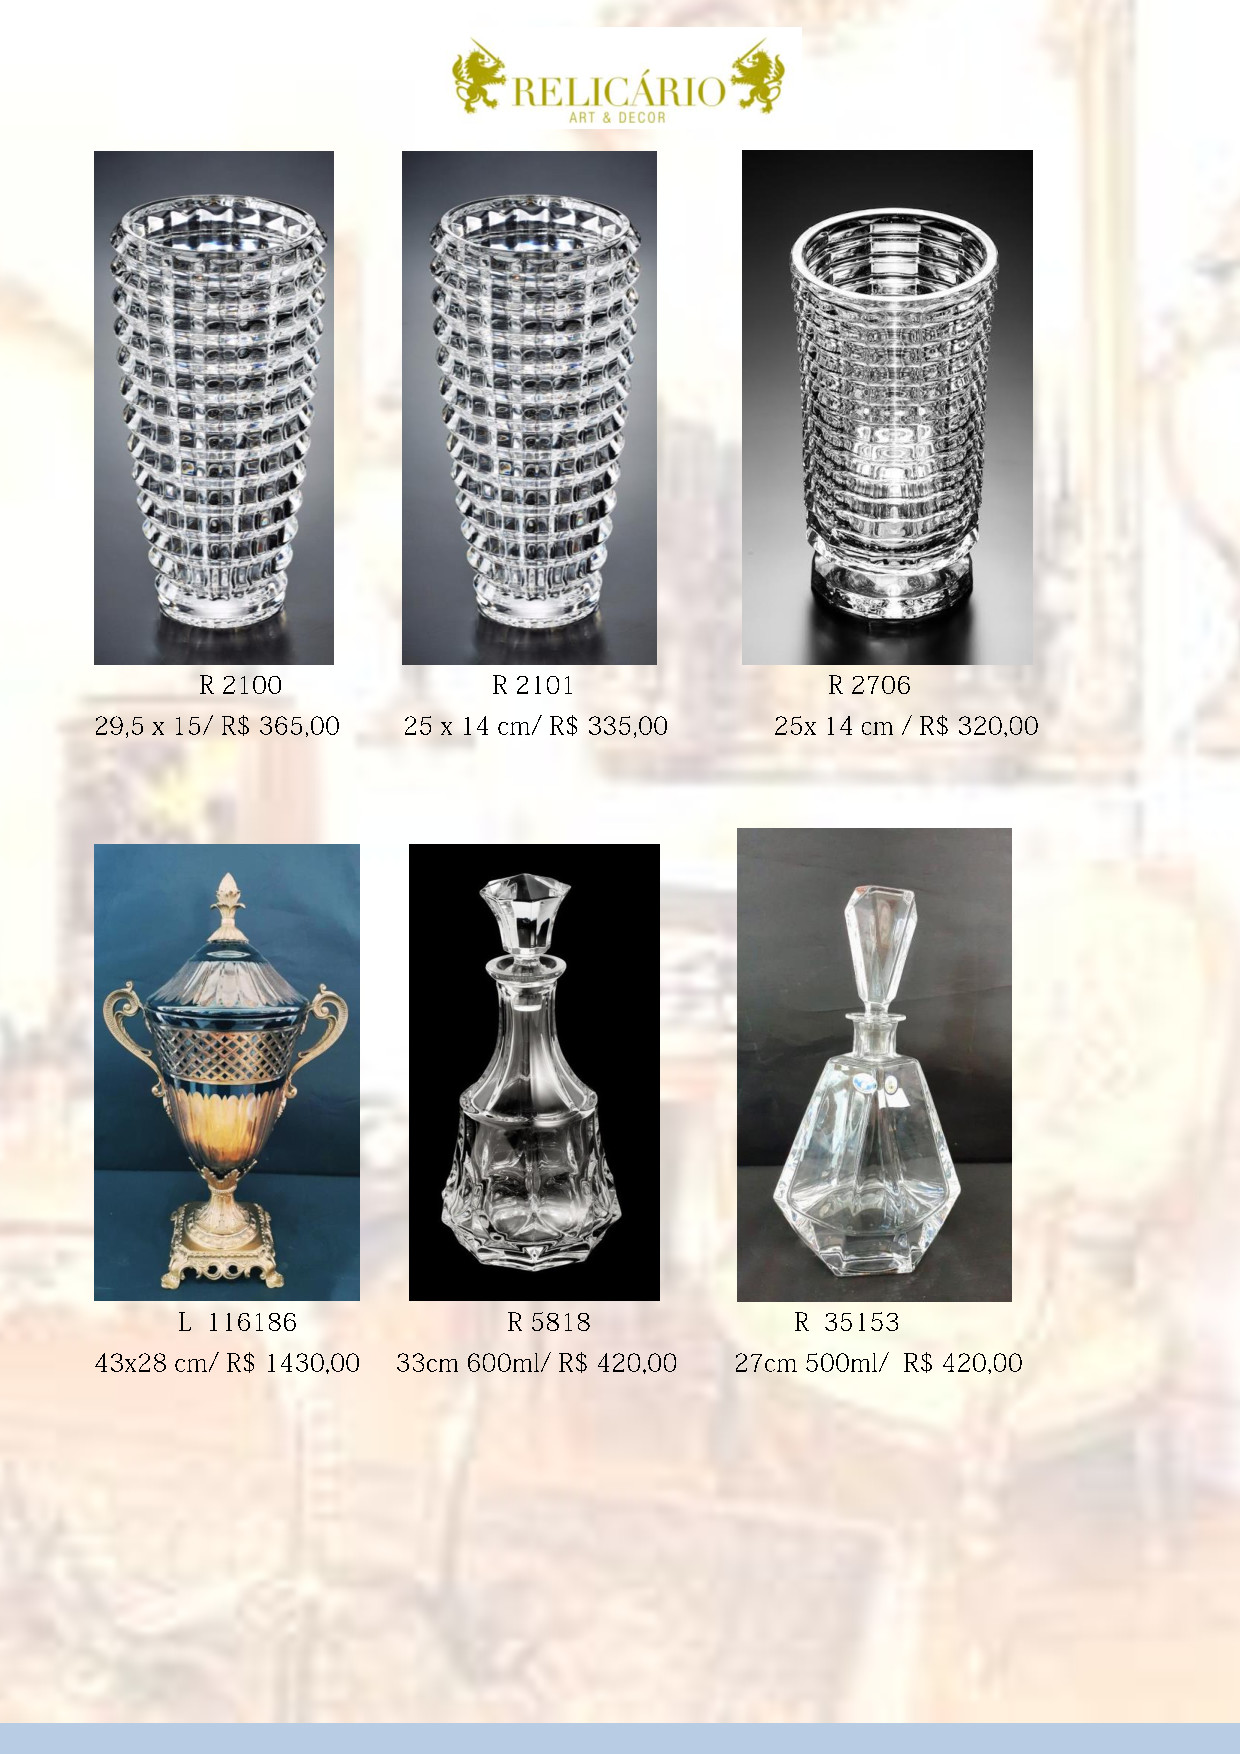 RELICÁRIO
ART & DECOR
R 2100
29,5 x 15/ R$ 365,00
R 2101
25 x 14 cm/ R$ 335,00
R 2706
25x 14 cm / R$ 320,00
L 116186
43x28 cm/ R$ 1430,00
R 5818
33cm 600ml/ R$ 420,00
R 35153
27cm 500ml/ R$ 420,00